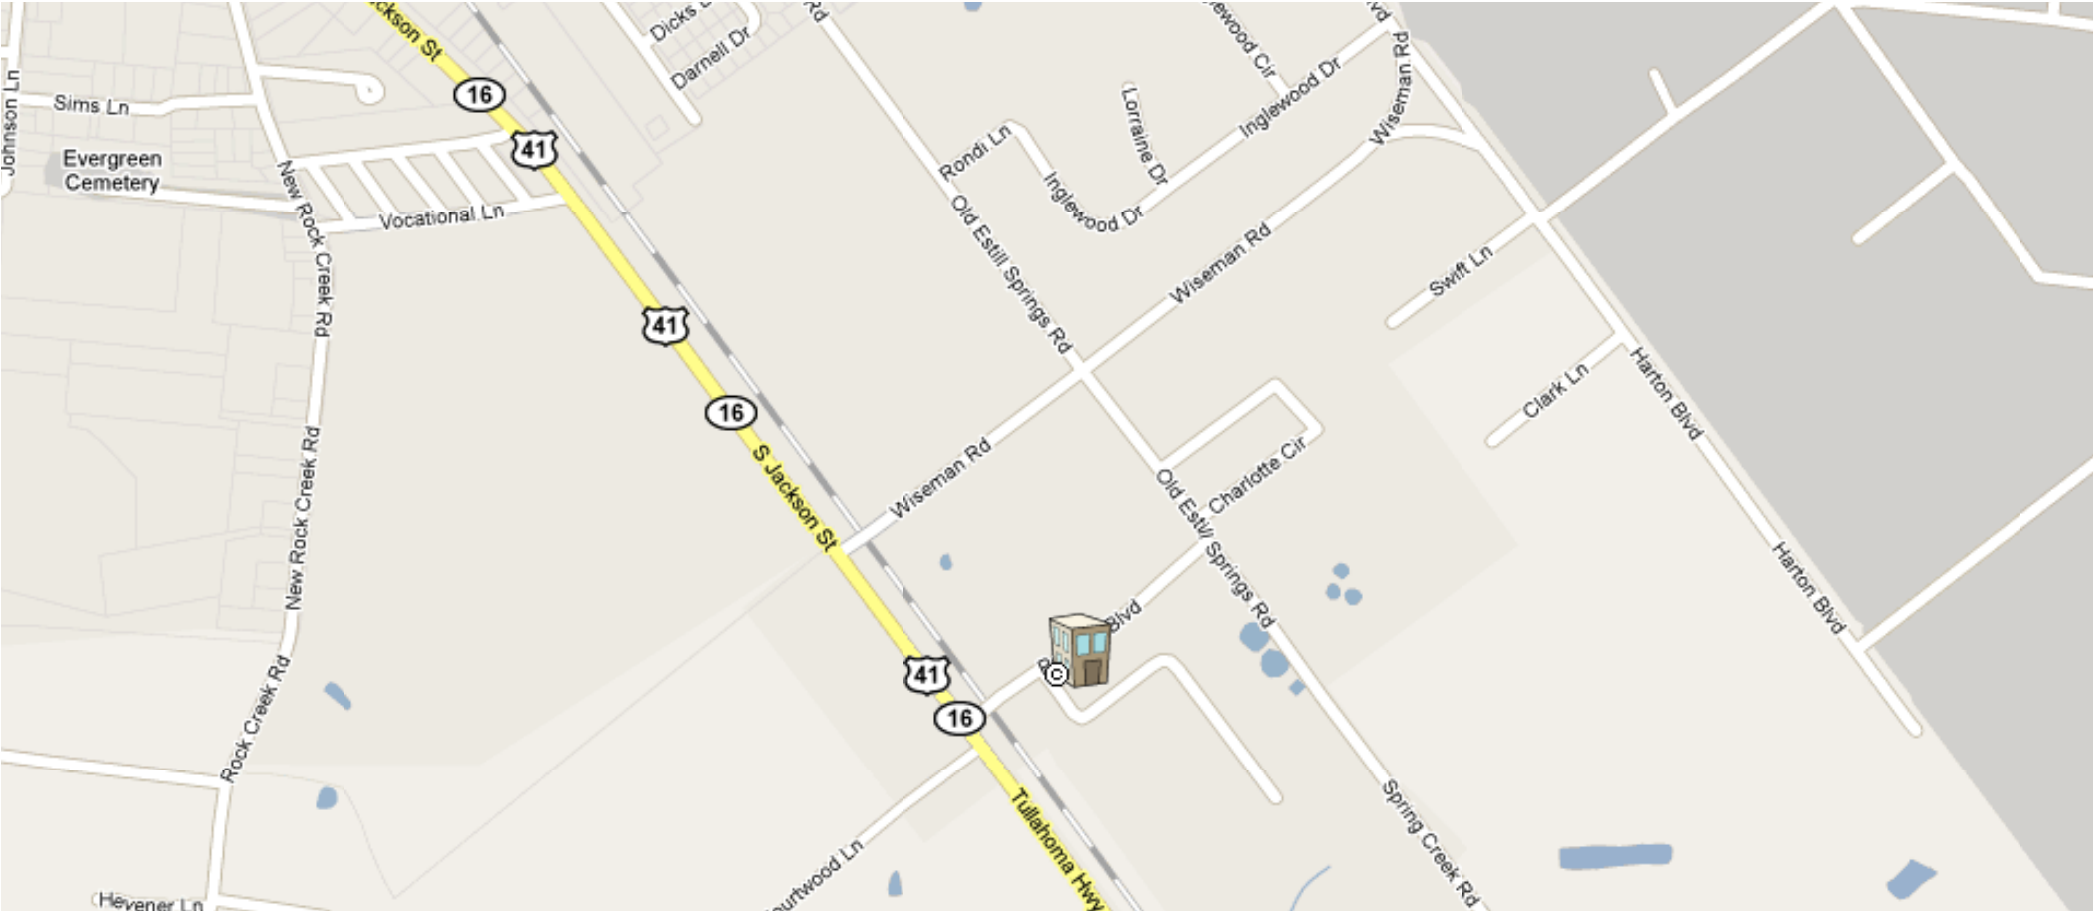 Jackson St
Dicks
Rd
Blvd
Inglewood Cir
Wiseman Rd
Darnell Dr
Johnson Ln
Sims Ln
16
Inglewood Dr
Lorraine Dr
41
Evergreen
Cemetery
Rondi Ln
New Rock Creek Rd
Vocational Ln
Inglewood Dr
Old Estill Springs Rd
Wiseman Rd
Swift Ln
41
16
Clark Ln
Harton Blvd
S Jackson St
Wiseman Rd
Charlotte Cir
Old Estill Springs Rd
New Rock Creek Rd
Harton Blvd
Blvd
41
©
16
Rock Creek Rd
Tullahoma Hwy
Spring Creek Rd
ourtwood Ln
Hevener Ln